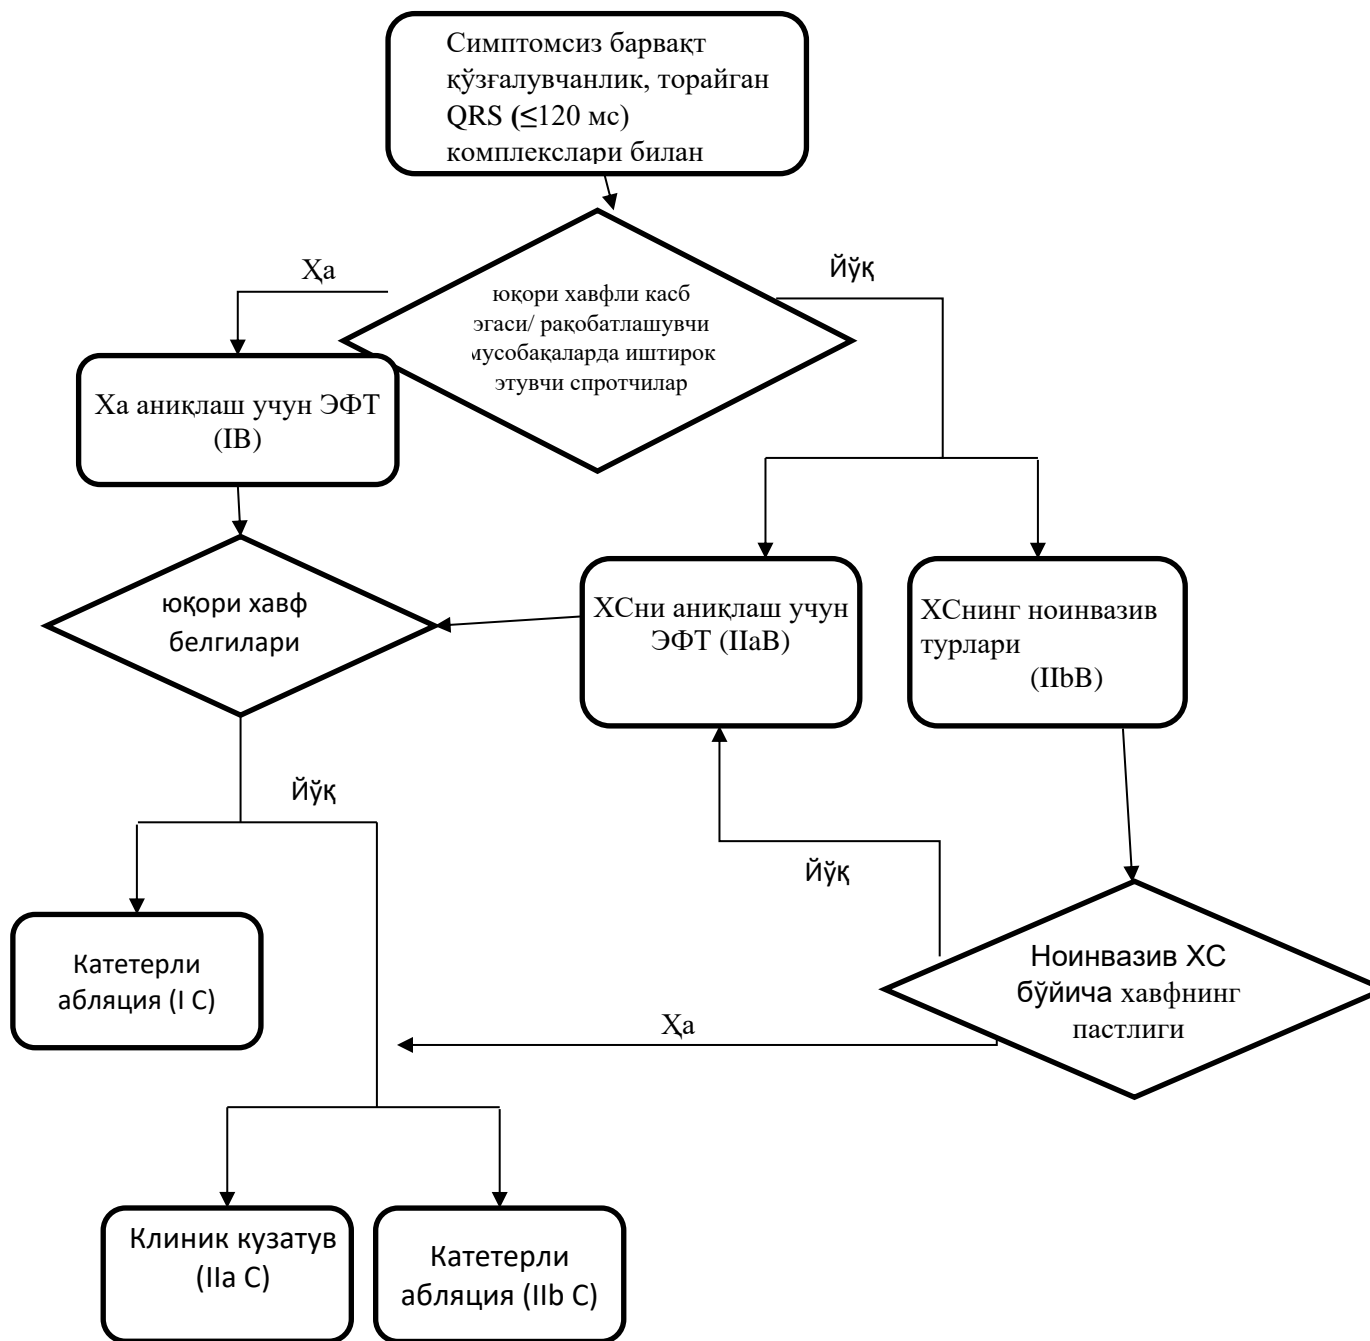 Симптомсиз барвақт
қўзғалувчанлик, торайган
QRS (≤120 мс)
комплекслари билан
Ҳа
Йўқ
юқори хавфли касб
эгаси/ рақобатлашувчи
мусобақаларда иштирок
этувчи спротчилар
Ха аниқлаш учун ЭФТ
(IB)
юқори хав‌ф
белгилари
ХСни аниқлаш учун
ЭФТ (IIaB)
ХСнинг ноинвазив
турлари
(IIbB)
Йўқ
Йўқ
Катетерли
абляция (I C)
Ноинвазив ХС
бўйича хавфнинг
пастлиги
Ҳа
Клиник кузатув
(IIa C)
Катетерли
абляция (IIb C)